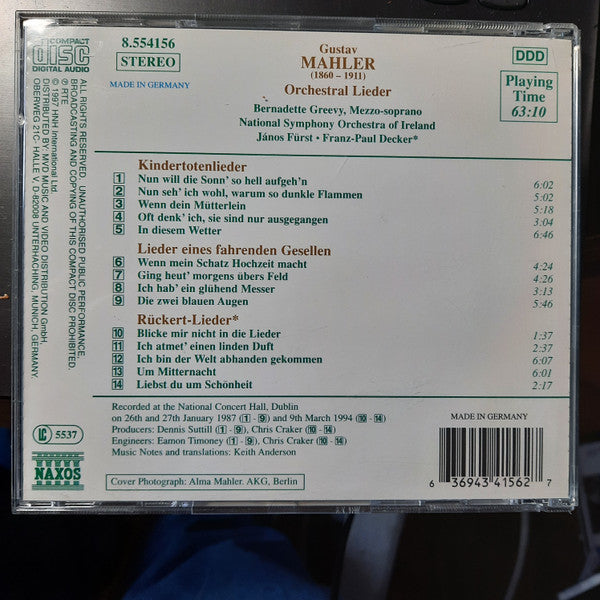 COMPACT
DISC
DIGITAL AUDIO
8.554156
STEREO
MADE IN GERMANY
Gustav
MAHLER
(1860 – 1911)
Orchestral Lieder
Bernadette Greevy, Mezzo-soprano
National Symphony Orchestra of Ireland
János Fürst · Franz-Paul Decker*
DDD
Playing
Time
63:10
Kindertotenlieder
1 Nun will die Sonn' so hell aufgeh'n 6:02
2 Nun seh' ich wohl, warum so dunkle Flammen 5:02
3 Wenn dein Mütterlein 5:18
4 Oft denk' ich, sie sind nur ausgegangen 3:04
5 In diesem Wetter 6:46
Lieder eines fahrenden Gesellen
6 Wenn mein Schatz Hochzeit macht 4:24
7 Ging heut' morgens übers Feld 4:26
8 Ich hab' ein glühend Messer 3:13
9 Die zwei blauen Augen 5:46
Rückert-Lieder*
10 Blicke mir nicht in die Lieder 1:37
11 Ich atmet' einen linden Duft 2:37
12 Ich bin der Welt abhanden gekommen 6:07
13 Um Mitternacht 6:01
14 Liebst du um Schönheit 2:17
Recorded at the National Concert Hall, Dublin
on 26th and 27th January 1987 (1 - 9) and 9th March 1994 (10 - 14)
Producers: Dennis Suttill (1 - 9), Chris Craker (10 - 14)
Engineers: Eamon Timoney (1 - 9), Chris Craker (10 - 14)
Music Notes and translations: Keith Anderson
Cover Photograph: Alma Mahler. AKG, Berlin
MADE IN GERMANY
6 36943 41562 7
ALL RIGHTS RESERVED. UNAUTHORISED PUBLIC PERFORMANCE,
BROADCASTING AND COPYING OF THIS COMPACT DISC PROHIBITED.
℗ RTE
© 1997 HNH International Ltd.
DISTRIBUTED BY: MVD MUSIC AND VIDEO DISTRIBUTION GmbH,
OBERWEG 21C - HALLE V, D-82008 UNTERHACHING, MUNICH, GERMANY.
LC 5537
NAXOS